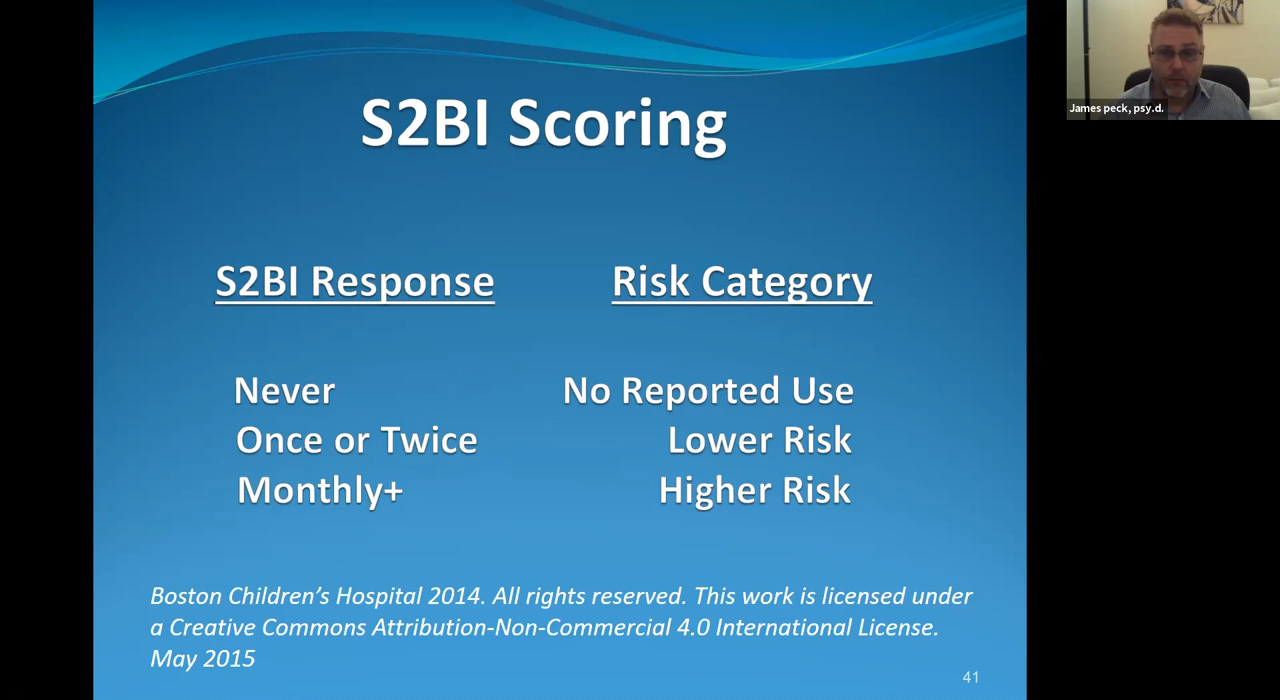 S2BI Scoring
James peck, psy.d.
S2BI Response Risk Category
Never No Reported Use
Once or Twice Lower Risk
Monthly+ Higher Risk
Boston Children’s Hospital 2014. All rights reserved. This work is licensed under
a Creative Commons Attribution-Non-Commercial 4.0 International License.
May 2015
41